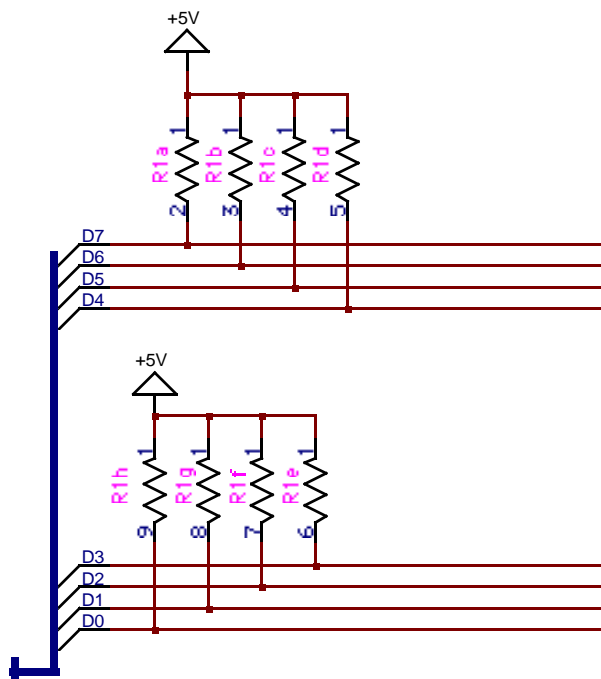 +5V
1 1 1 1
R1a R1b R1c R1d
2 3 4 5
D7
D6
D5
D4
+5V
1 1 1 1
R1h R1g R1f R1e
9 8 7 6
D3
D2
D1
D0